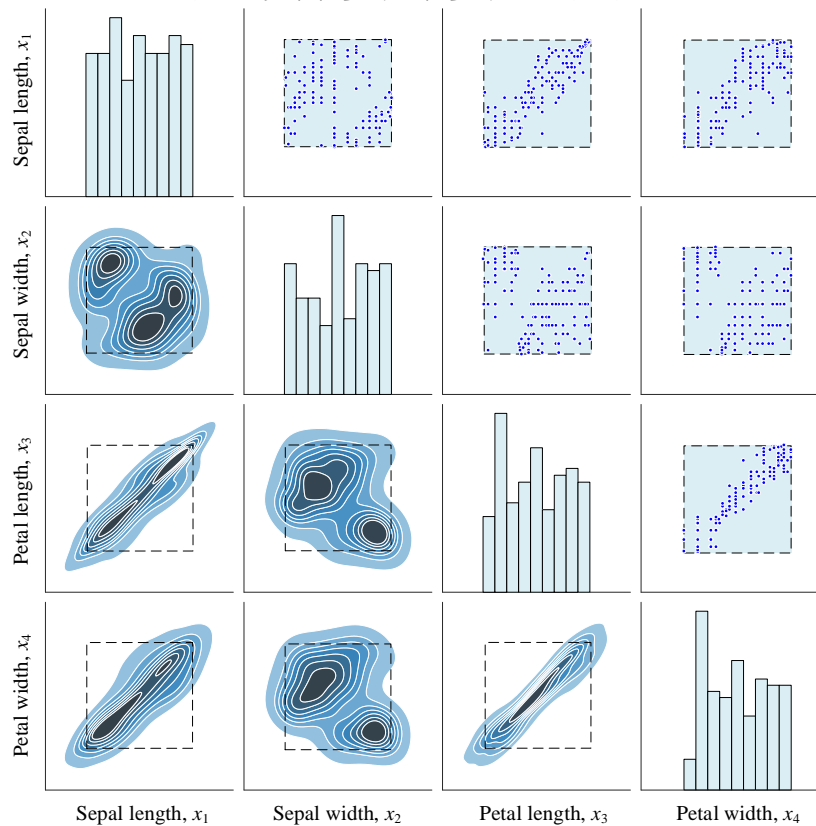 Sepal length, x1
Sepal width, x2
Petal length, x3
Petal width, x4
Sepal length, x1
Sepal width, x2
Petal length, x3
Petal width, x4